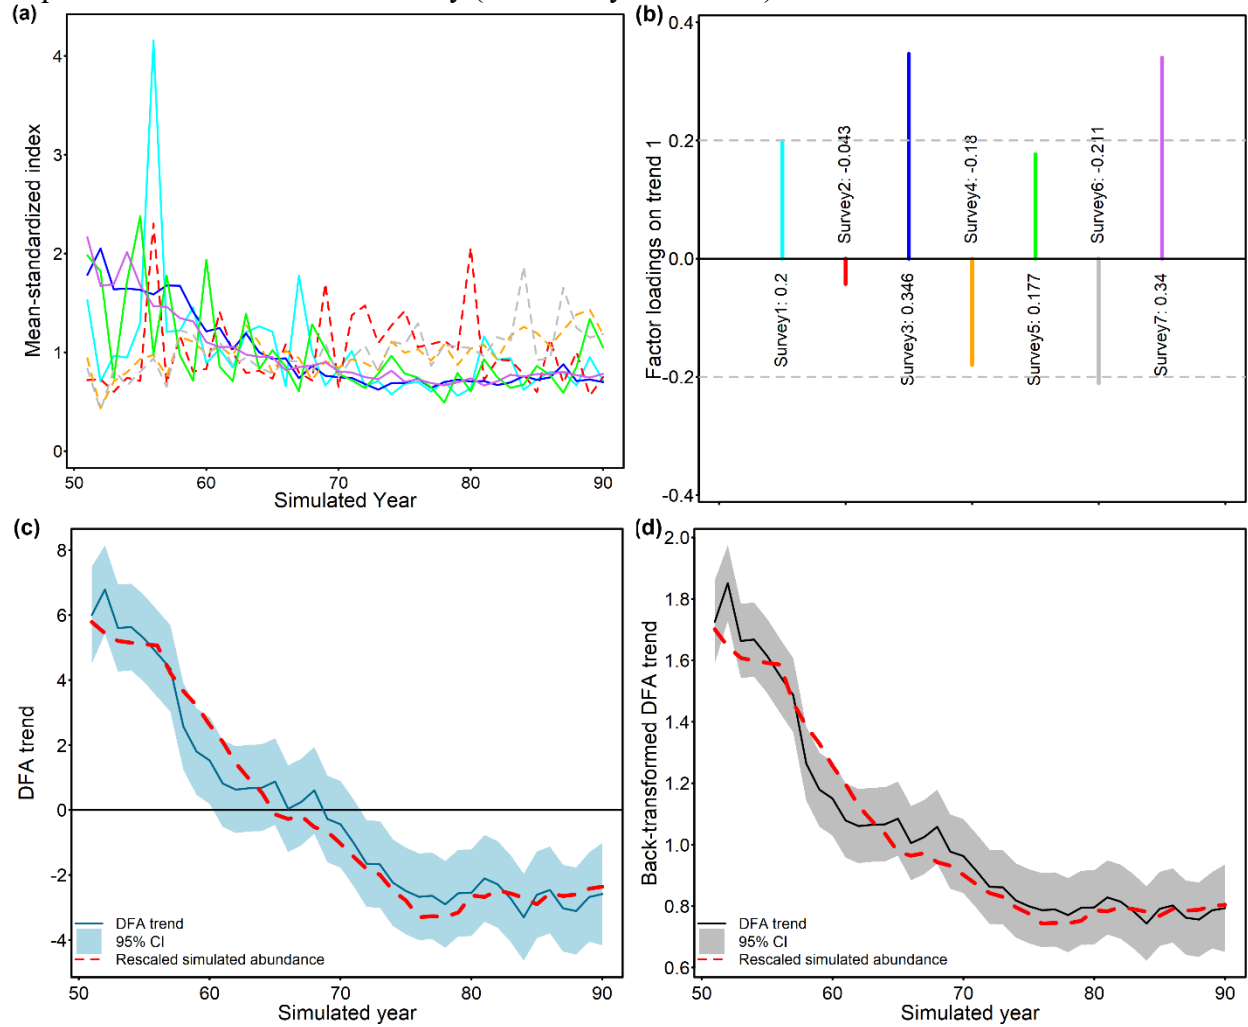 (a)
Mean-standardized index
4
3
2
1
0
50
60
70
80
90
Simulated Year
(b)
Factor loadings on trend 1
0.4
0.2
0.0
-0.2
-0.4
Survey1: 0.2
Survey2: -0.043
Survey3: 0.346
Survey4: -0.18
Survey5: 0.177
Survey6: -0.211
Survey7: 0.34
(c)
DFA trend
8
6
4
2
0
-2
-4
DFA trend
95% CI
Rescaled simulated abundance
50
60
70
80
90
Simulated year
(d)
Back-transformed DFA trend
2.0
1.8
1.6
1.4
1.2
1.0
0.8
0.6
DFA trend
95% CI
Rescaled simulated abundance
50
60
70
80
90
Simulated year